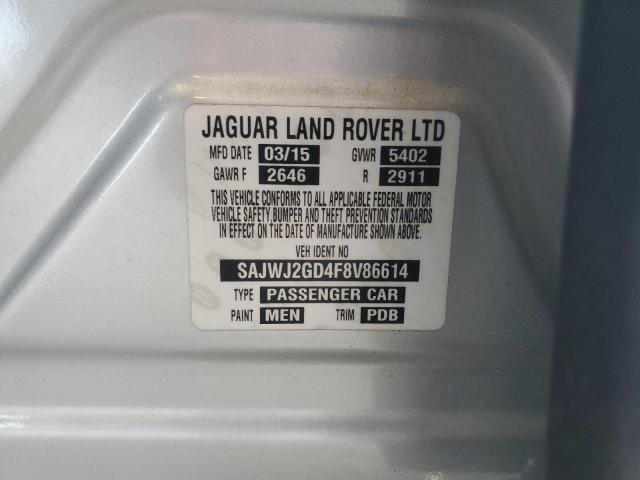 JAGUAR LAND ROVER LTD
MFD DATE 03/15 GVWR 5402
GAWR F 2646 R 2911
THIS VEHICLE CONFORMS TO ALL APPLICABLE FEDERAL MOTOR
VEHICLE SAFETY,BUMPER AND THEFT PREVENTION STANDARDS
IN EFFECT ON THE DATE OF MANUFACTURE SHOWN ABOVE.
VEH IDENT NO
SAJWJ2GD4F8V86614
TYPE PASSENGER CAR
PAINT MEN TRIM PDB